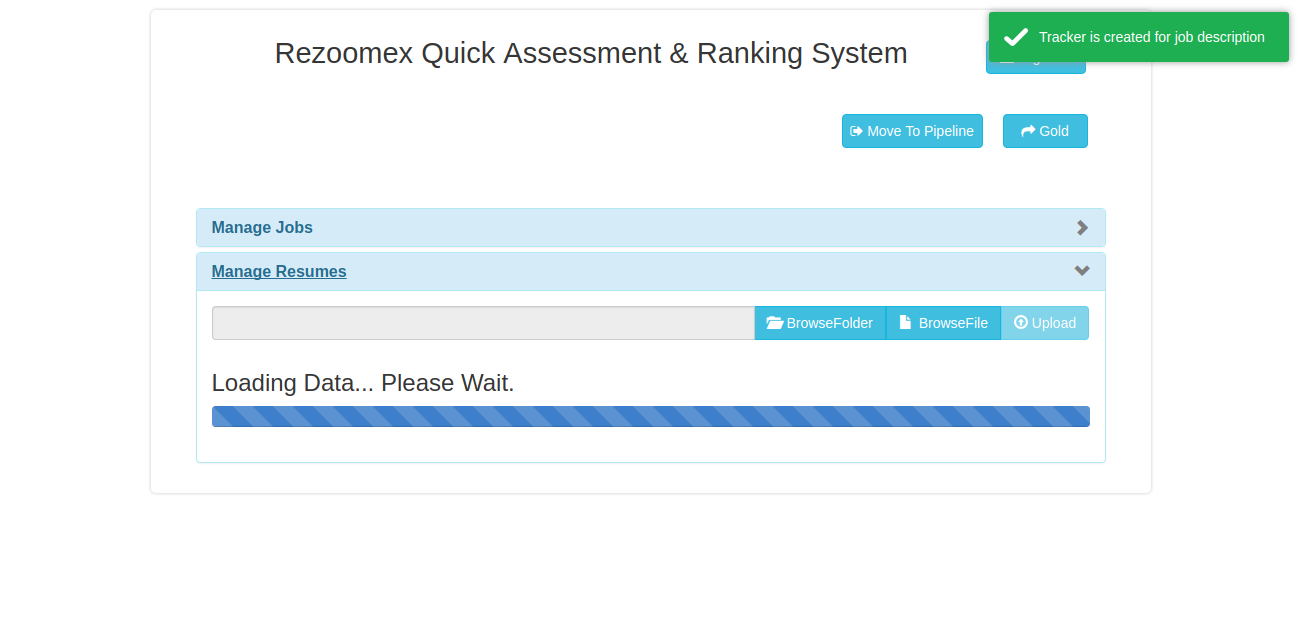 Rezoomex Quick Assessment & Ranking System
Tracker is created for job description
Move To Pipeline
Gold
Manage Jobs
Manage Resumes
BrowseFolder
BrowseFile
Upload
Loading Data... Please Wait.